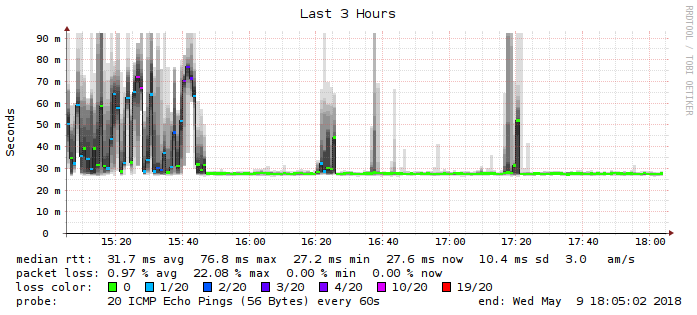 Last 3 Hours
RRDTOOL / TOBI OETIKER
Seconds
90 m
80 m
70 m
60 m
50 m
40 m
30 m
20 m
10 m
0
15:20 15:40 16:00 16:20 16:40 17:00 17:20 17:40 18:00
median rtt: 31.7 ms avg 76.8 ms max 27.2 ms min 27.6 ms now 10.4 ms sd 3.0 am/s
packet loss: 0.97 % avg 22.08 % max 0.00 % min 0.00 % now
loss color: 0 1/20 2/20 3/20 4/20 10/20 19/20
probe: 20 ICMP Echo Pings (56 Bytes) every 60s end: Wed May 9 18:05:02 2018